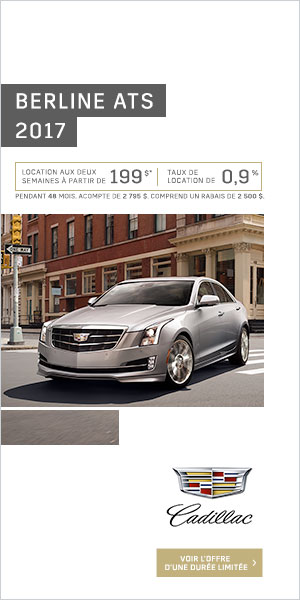 BERLINE ATS
2017
LOCATION AUX DEUX
SEMAINES À PARTIR DE 199$* | TAUX DE
LOCATION DE 0,9%
PENDANT 48 MOIS. ACOMPTE DE 2 795 $. COMPREND UN RABAIS DE 2 500 $.
Cadillac
VOIR L'OFFRE
D'UNE DURÉE LIMITÉE >